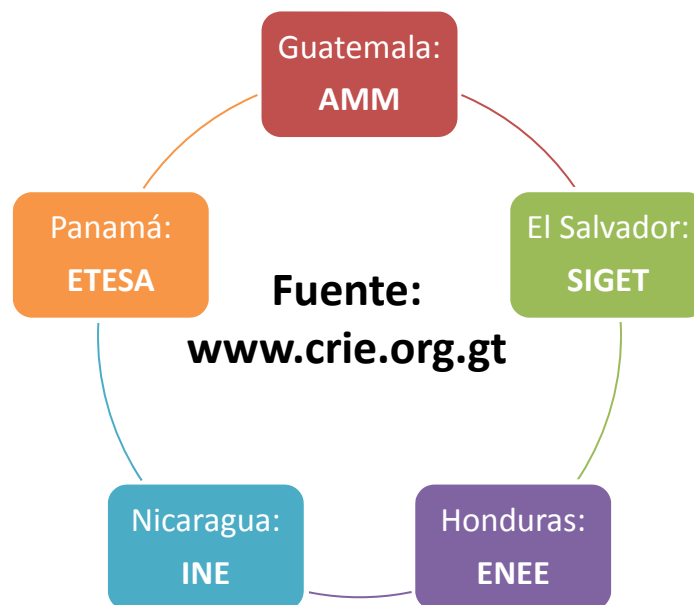 Guatemala:
AMM
El Salvador:
SIGET
Honduras:
ENEE
Nicaragua:
INE
Panamá:
ETESA
Fuente:
www.crie.org.gt